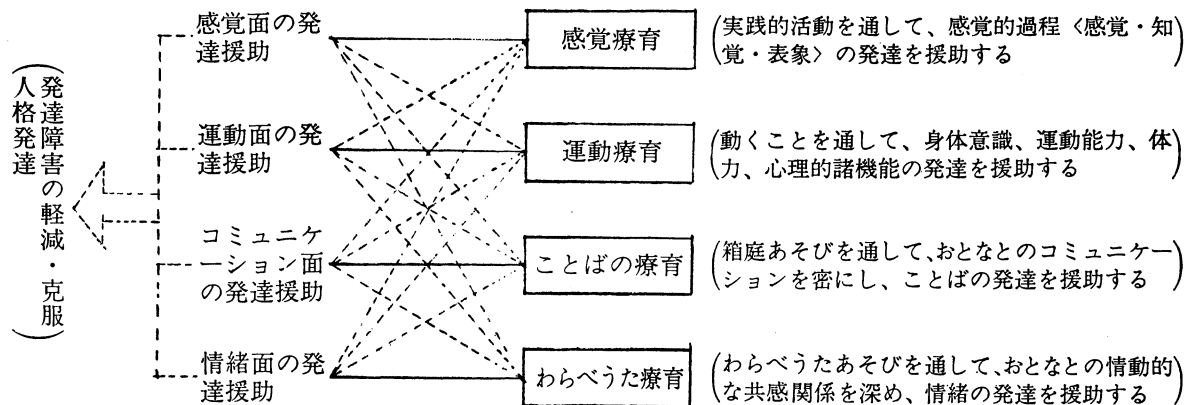 感覚面の発
達援助
感覚療育
(実践的活動を通して、感覚的過程〈感覚・知
覚・表象〉の発達を援助する)
運動面の発
達援助
運動療育
(動くことを通して、身体意識、運動能力、体
力、心理的諸機能の発達を援助する)
コミュニケ
ーション面
の発達援助
ことばの療育
(箱庭あそびを通して、おとなとのコミュニケー
ションを密にし、ことばの発達を援助する)
情緒面の発
達援助
わらべうた療育
(わらべうたあそびを通して、おとなとの情動的
な共感関係を深め、情緒の発達を援助する)
(発達障害の軽減・克服
人格発達)